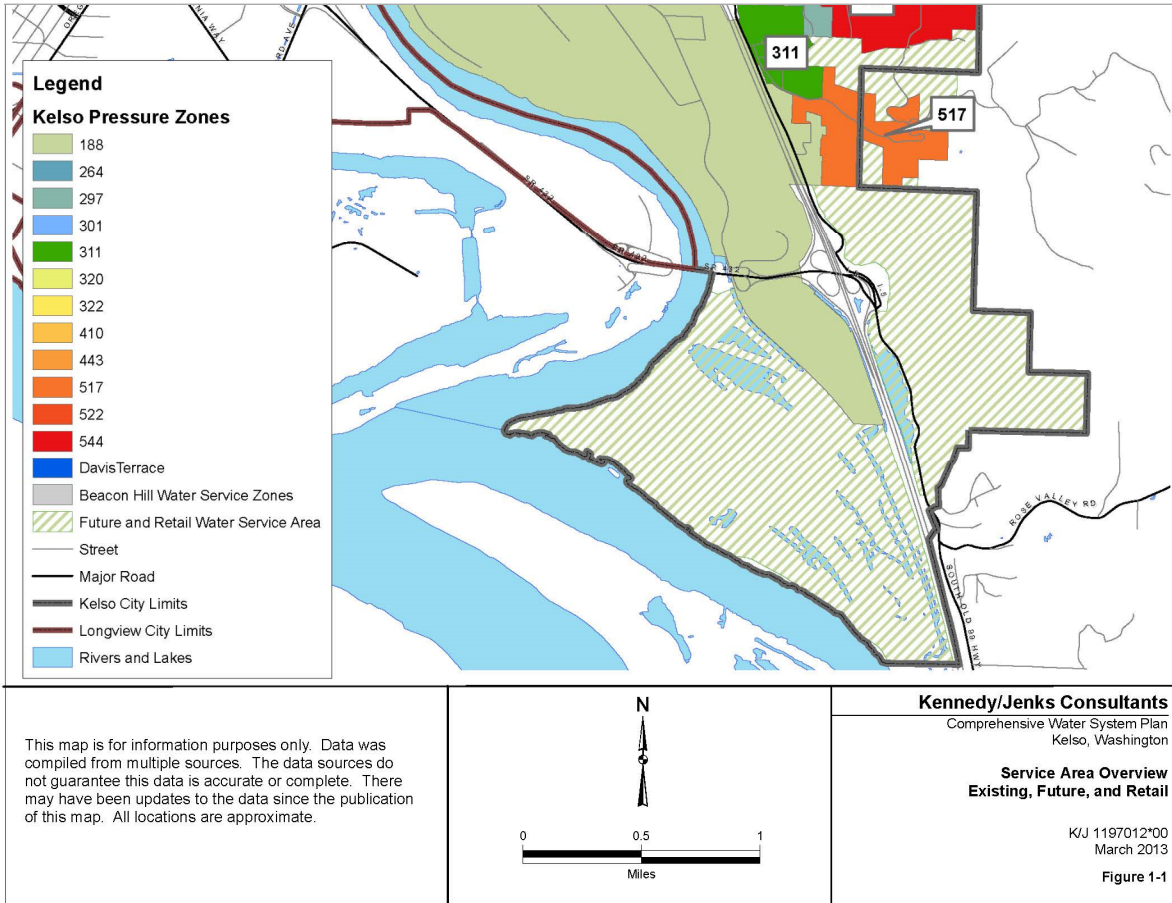 OREG
NIA WAY
RD AVE
Legend
Kelso Pressure Zones
188
264
297
301
311
320
322
410
443
517
522
544
DavisTerrace
Beacon Hill Water Service Zones
Future and Retail Water Service Area
Street
Major Road
Kelso City Limits
Longview City Limits
Rivers and Lakes
311
517
SR 432
SR 432
SR 432
I-5
ROSE VALLEY RD
SOUTH OLD 99 HWY
This map is for information purposes only. Data was
compiled from multiple sources. The data sources do
not guarantee this data is accurate or complete. There
may have been updates to the data since the publication
of this map. All locations are approximate.
N
0 0.5 1
Miles
Kennedy/Jenks Consultants
Comprehensive Water System Plan
Kelso, Washington
Service Area Overview
Existing, Future, and Retail
K/J 1197012*00
March 2013
Figure 1-1